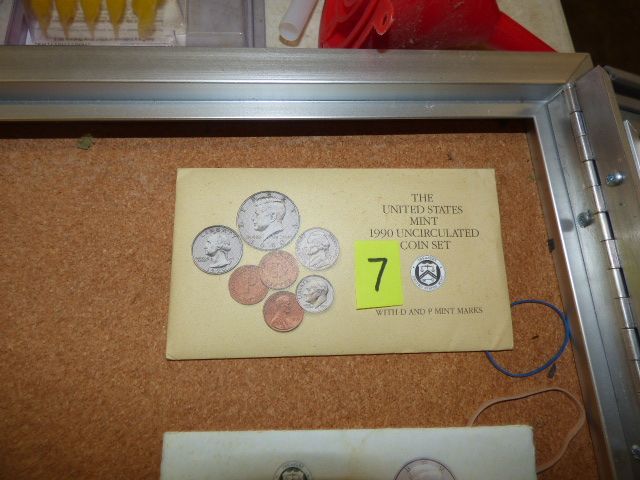 THE
UNITED STATES
MINT
1990 UNCIRCULATED
COIN SET
7
WITH D AND P MINT MARKS